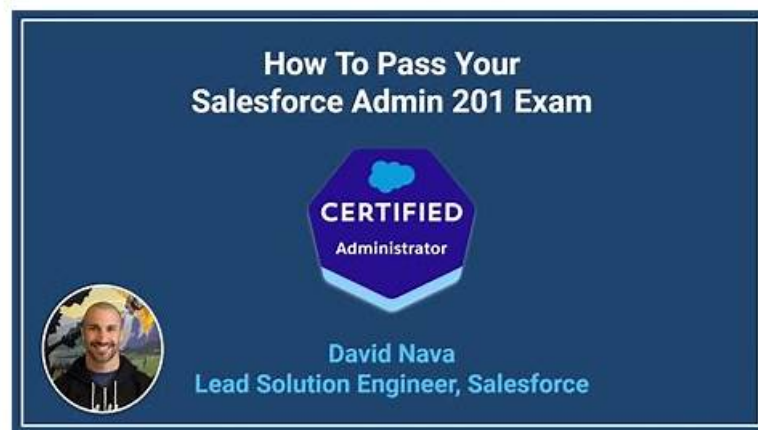 How To Pass Your
Salesforce Admin 201 Exam
CERTIFIED
Administrator
David Nava
Lead Solution Engineer, Salesforce